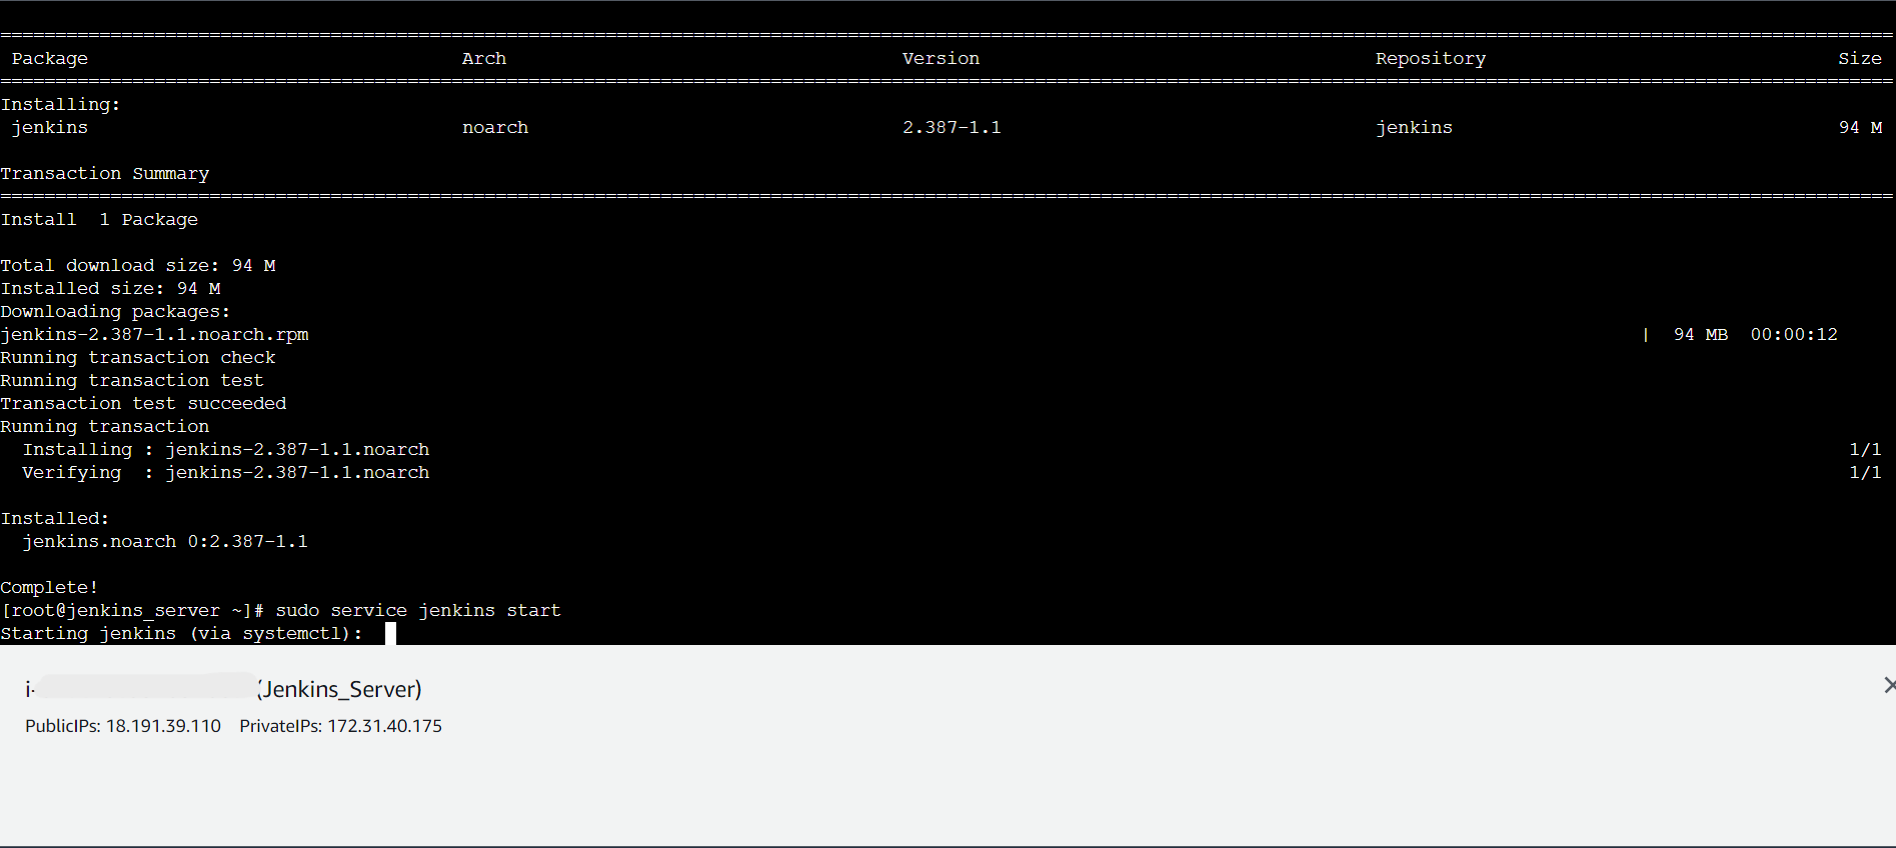 ================================================================================
Package Arch Version Repository Size
================================================================================
Installing:
jenkins noarch 2.387-1.1 jenkins 94 M
Transaction Summary
================================================================================
Install  1 Package
Total download size: 94 M
Installed size: 94 M
Downloading packages:
jenkins-2.387-1.1.noarch.rpm | 94 MB 00:00:12
Running transaction check
Running transaction test
Transaction test succeeded
Running transaction
Installing : jenkins-2.387-1.1.noarch 1/1
Verifying  : jenkins-2.387-1.1.noarch 1/1
Installed:
jenkins.noarch 0:2.387-1.1
Complete!
[root@jenkins_server ~]# sudo service jenkins start
Starting jenkins (via systemctl):
i- (Jenkins_Server)
PublicIPs: 18.191.39.110 PrivateIPs: 172.31.40.175